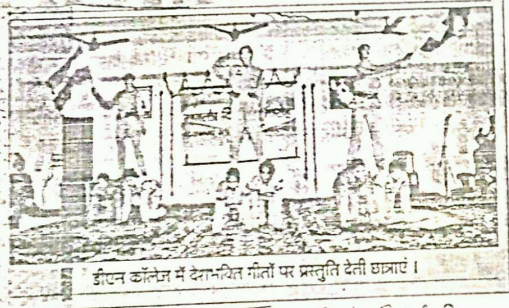 डीएन कॉलेज में देशभक्ति गीतों पर प्रस्तुति देती छात्राएं।